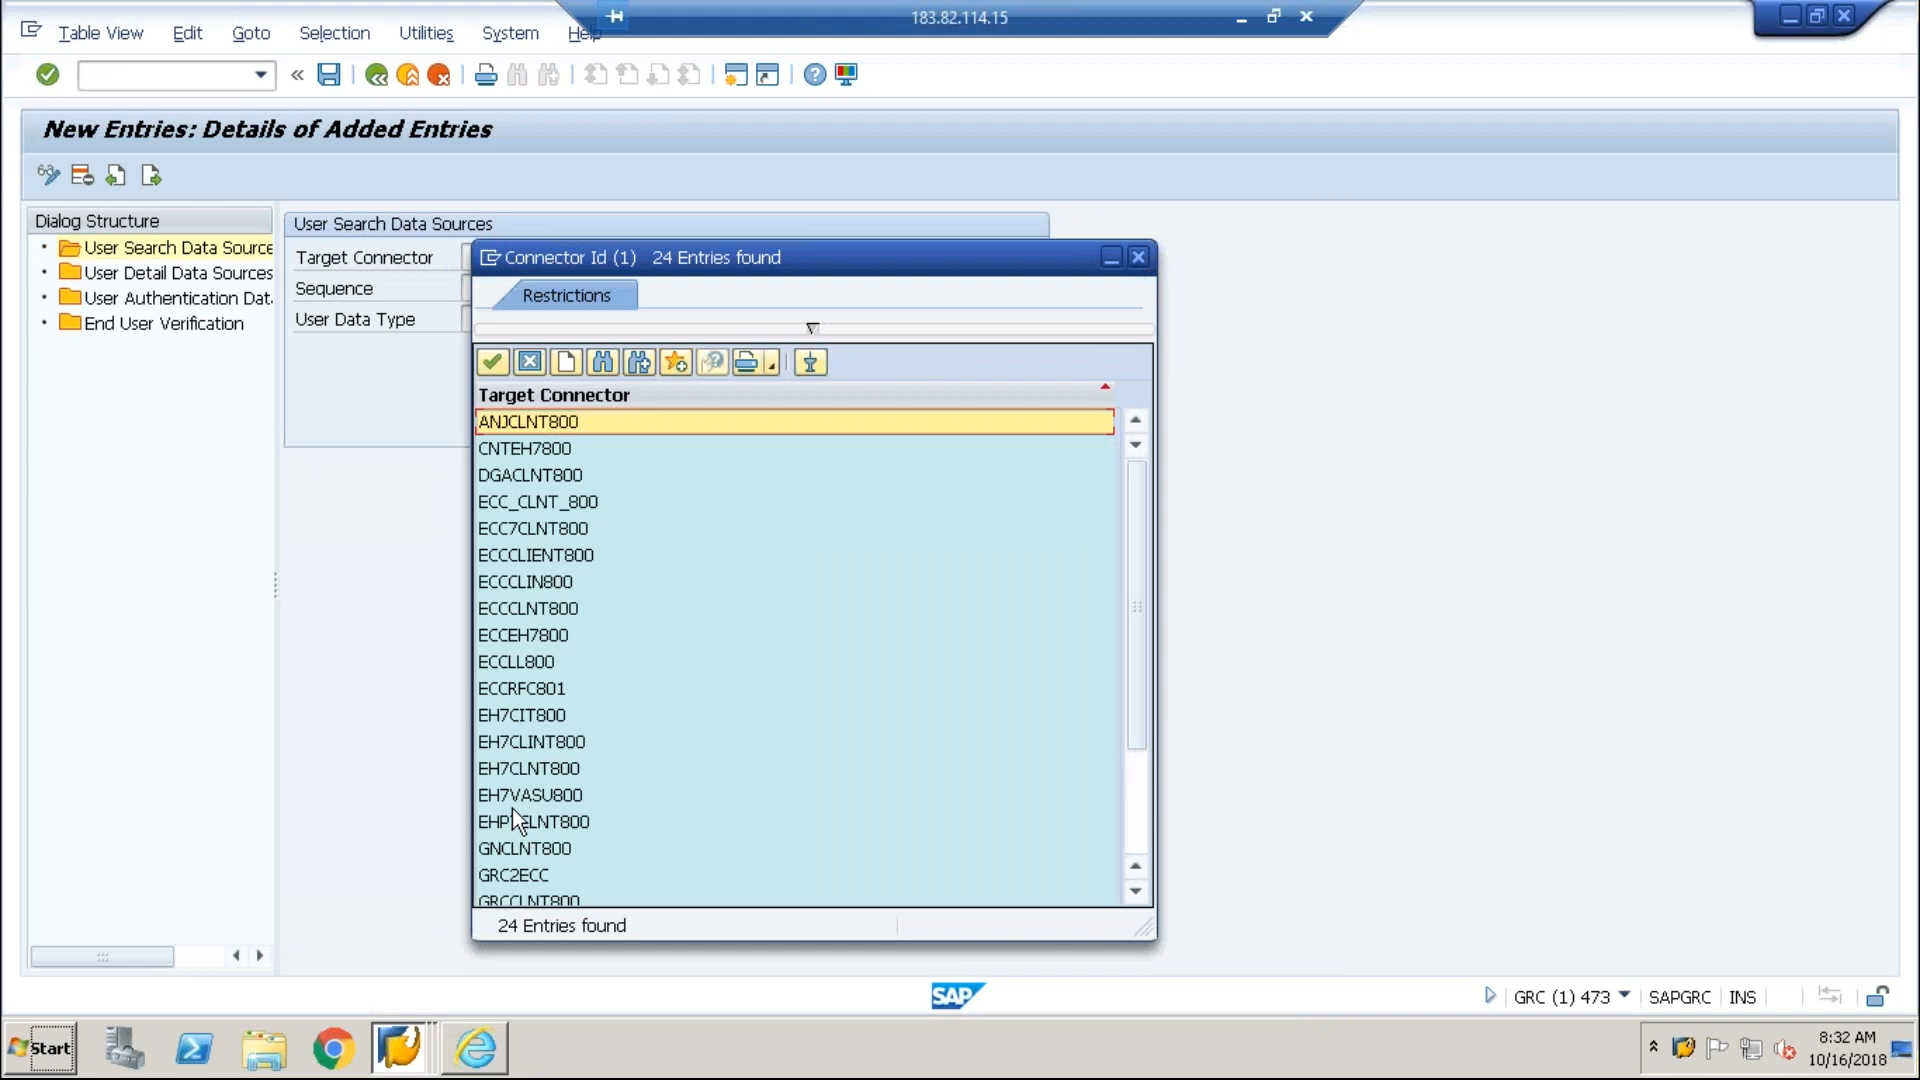 183.82.114.15
Table View Edit Goto Selection Utilities System Help
New Entries: Details of Added Entries
Dialog Structure
User Search Data Source
User Detail Data Sources
User Authentication Dat
End User Verification
User Search Data Sources
Target Connector
Sequence
User Data Type
Connector Id (1) 24 Entries found
Restrictions
Target Connector
ANJCLNT800
CNTEH7800
DGACLNT800
ECC_CLNT_800
ECC7CLNT800
ECCCLIENT800
ECCCLIN800
ECCCLNT800
ECCEH7800
ECCLL800
ECCRFC801
EH7CIT800
EH7CLINT800
EH7CLNT800
EH7VASU800
GNCLNT800
GRC2ECC
GRCCLNT800
24 Entries found
SAP
GRC (1) 473 SAPGRC INS
Start
8:32 AM
10/16/2018